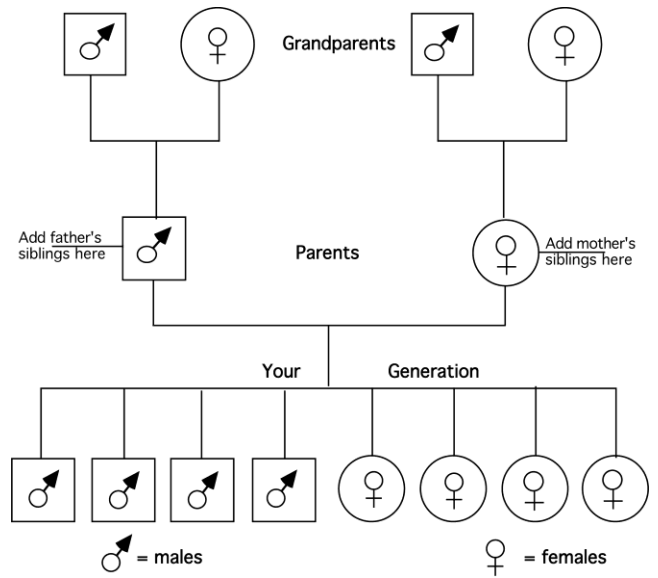 Grandparents
Add father's
siblings here
Parents
Add mother's
siblings here
Your Generation
= males
= females